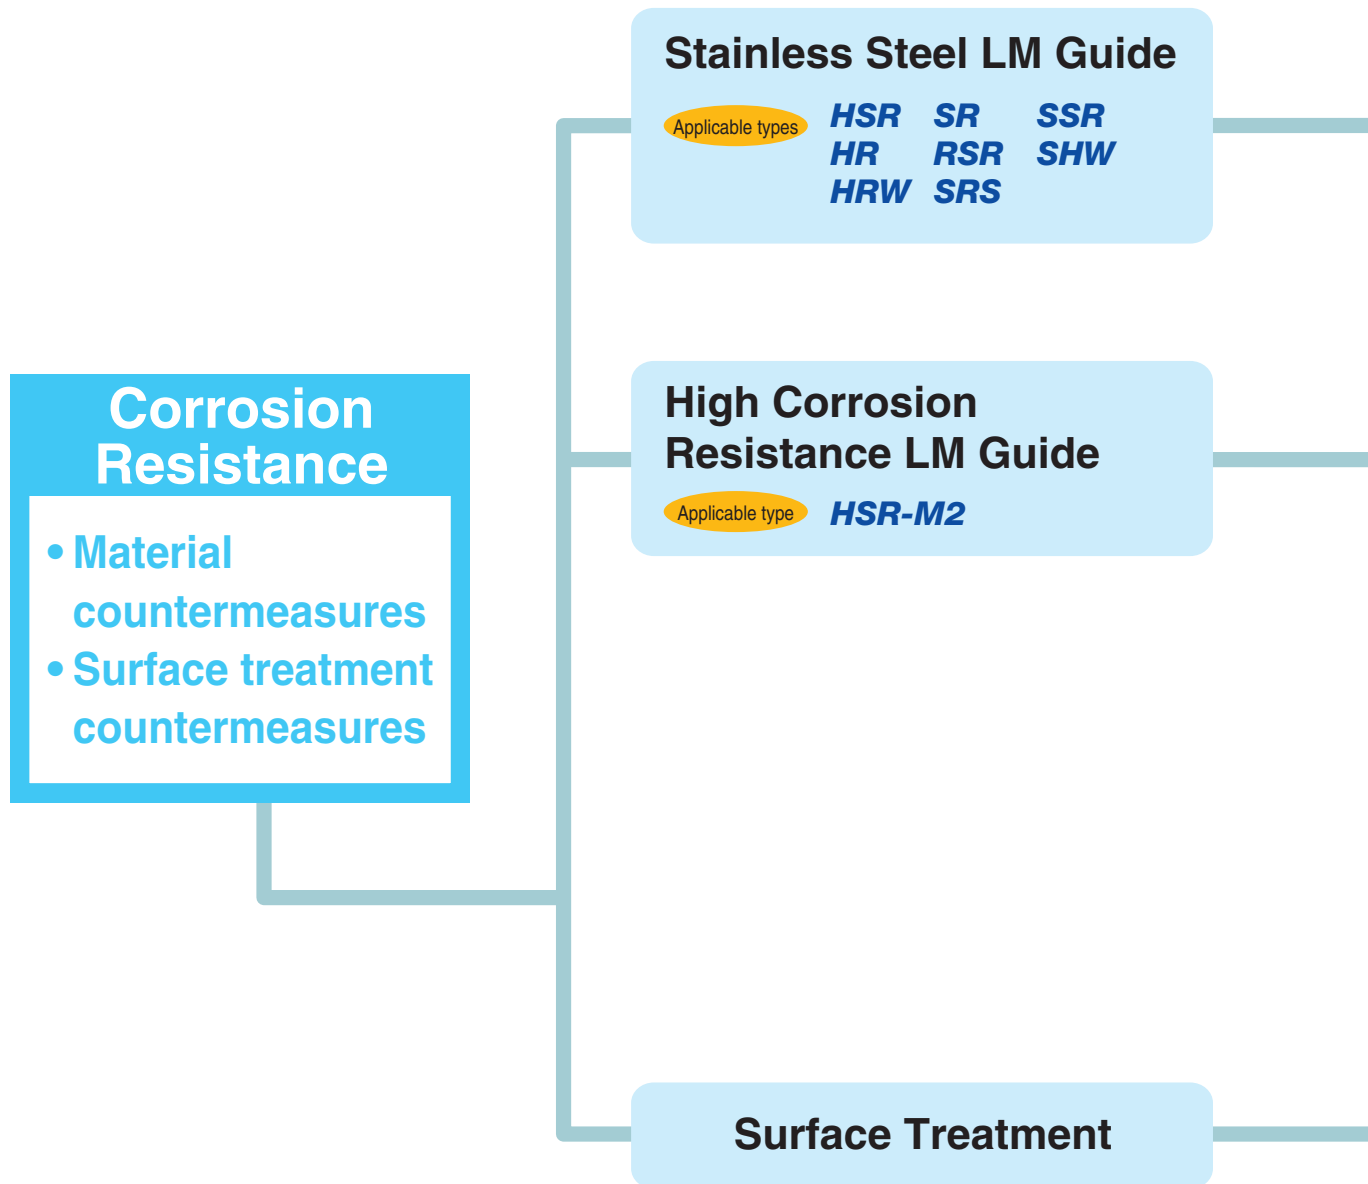 Stainless Steel LM Guide
Applicable types
HSR SR SSR
HR RSR SHW
HRW SRS
Corrosion
Resistance
• Material
countermeasures
• Surface treatment
countermeasures
High Corrosion
Resistance LM Guide
Applicable type HSR-M2
Surface Treatment